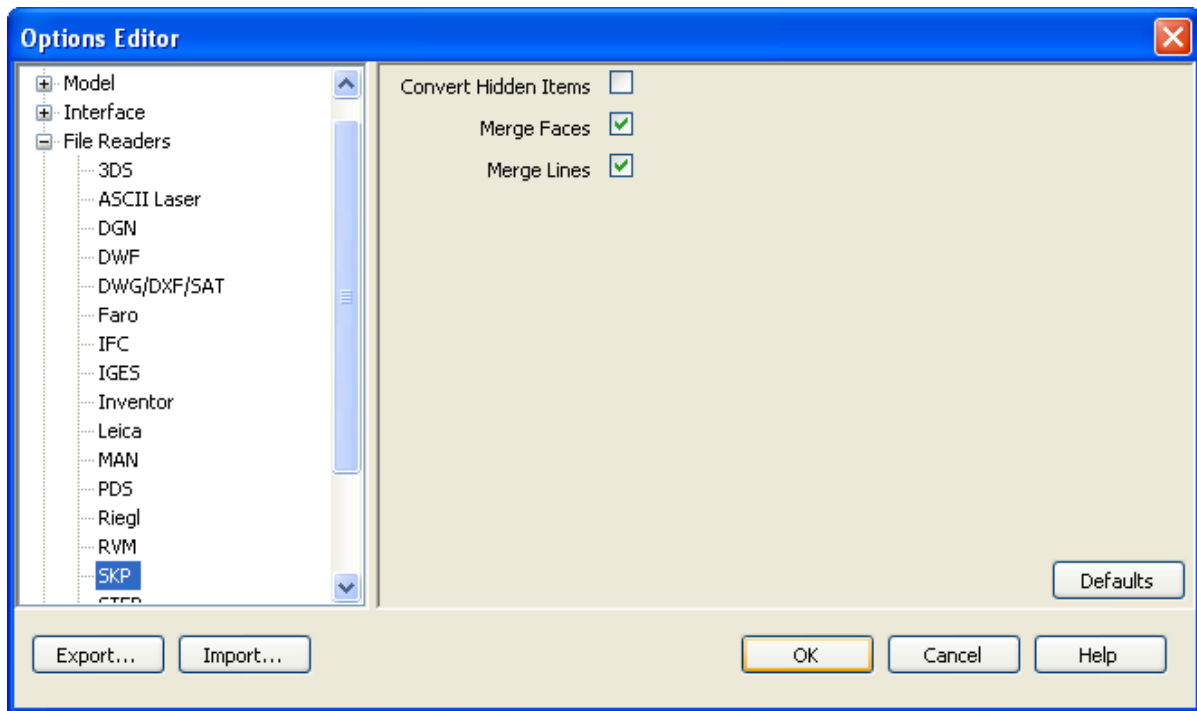 Options Editor
Model
Interface
File Readers
3DS
ASCII Laser
DGN
DWF
DWG/DXF/SAT
Faro
IFC
IGES
Inventor
Leica
MAN
PDS
Riegl
RVM
SKP
Convert Hidden Items
Merge Faces
Merge Lines
Defaults
Export...
Import...
OK
Cancel
Help